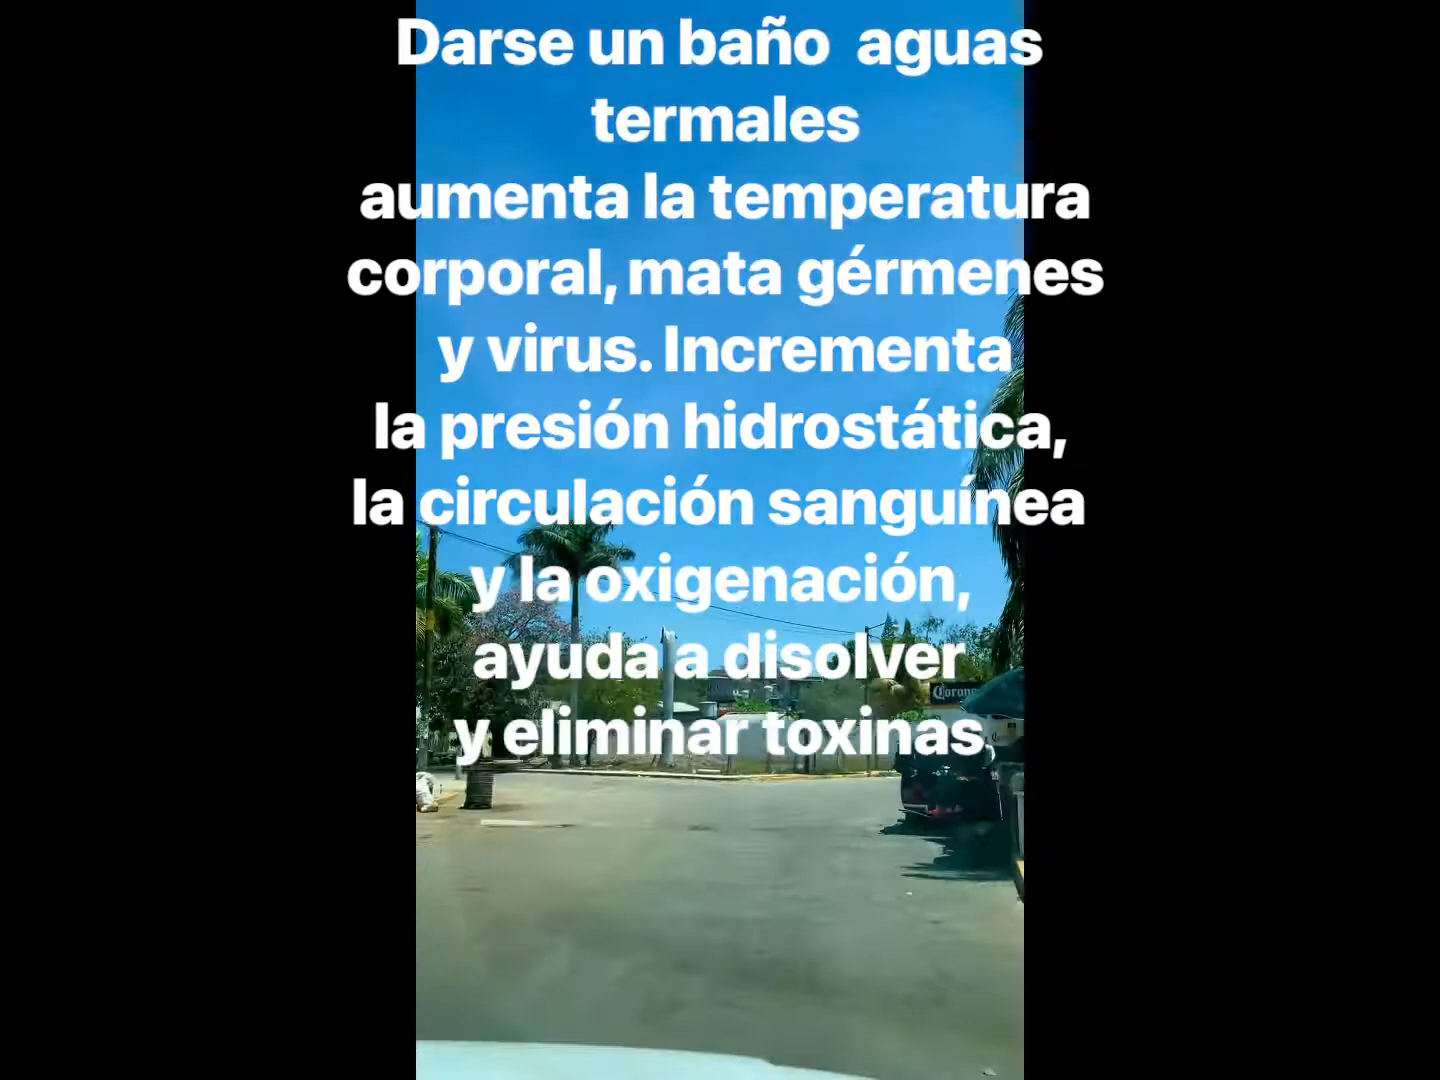 Darse un baño aguas
termales
aumenta la temperatura
corporal, mata gérmenes
y virus. Incrementa
la presión hidrostática,
la circulación sanguínea
y la oxigenación,
ayuda a disolver
y eliminar toxinas
Corona